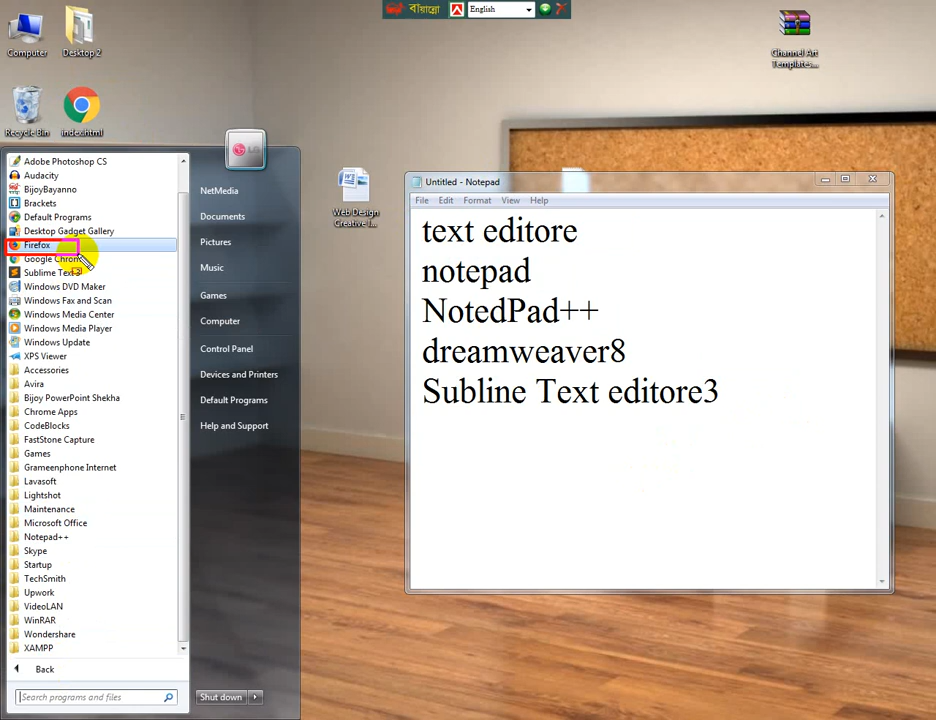 বায়ান্নো
English
Computer
Desktop 2
Channel Art
Templates...
Recycle Bin
index.html
Adobe Photoshop CS
Audacity
BijoyBayanno
Brackets
Default Programs
Desktop Gadget Gallery
Firefox
Google Chrom
Sublime Text 3
Windows DVD Maker
Windows Fax and Scan
Windows Media Center
Windows Media Player
Windows Update
XPS Viewer
Accessories
Avira
Bijoy PowerPoint Shekha
Chrome Apps
CodeBlocks
FastStone Capture
Games
Grameenphone Internet
Lavasoft
Lightshot
Maintenance
Microsoft Office
Notepad++
Skype
Startup
TechSmith
Upwork
VideoLAN
WinRAR
Wondershare
XAMPP
Back
Search programs and files
LG
NetMedia
Documents
Pictures
Music
Games
Computer
Control Panel
Devices and Printers
Default Programs
Help and Support
Shut down
Web Design
Creative I...
Untitled - Notepad
File Edit Format View Help
text editore
notepad
NotedPad++
dreamweaver8
Subline Text editore3